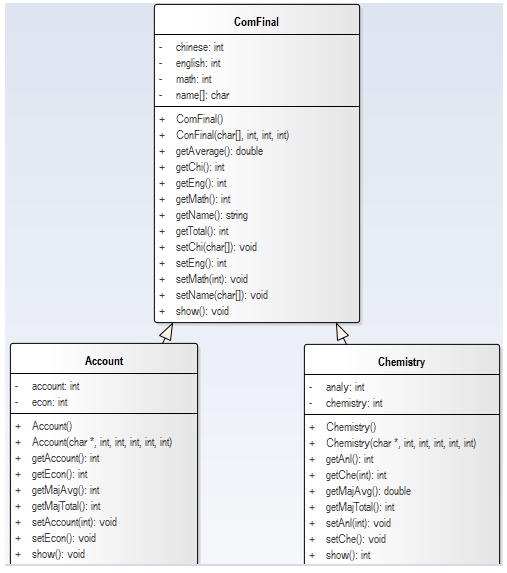 ComFinal
- chinese: int
- english: int
- math: int
- name[]: char
+ ComFinal()
+ ConFinal(char[], int, int, int)
+ getAverage(): double
+ getChi(): int
+ getEng(): int
+ getMath(): int
+ getName(): string
+ getTotal(): int
+ setChi(char[]): void
+ setEng(): int
+ setMath(int): void
+ setName(char[]): void
+ show(): void
Account
- account: int
- econ: int
+ Account()
+ Account(char *, int, int, int, int, int)
+ getAccount(): int
+ getEcon(): int
+ getMajAvg(): int
+ getMajTotal(): int
+ setAccount(int): void
+ setEcon(): void
+ show(): void
Chemistry
- analy: int
- chemistry: int
+ Chemistry()
+ Chemistry(char *, int, int, int, int, int)
+ getAnl(): int
+ getChe(int): int
+ getMajAvg(): double
+ getMajTotal(): int
+ setAnl(int): void
+ setChe(): void
+ show(): int